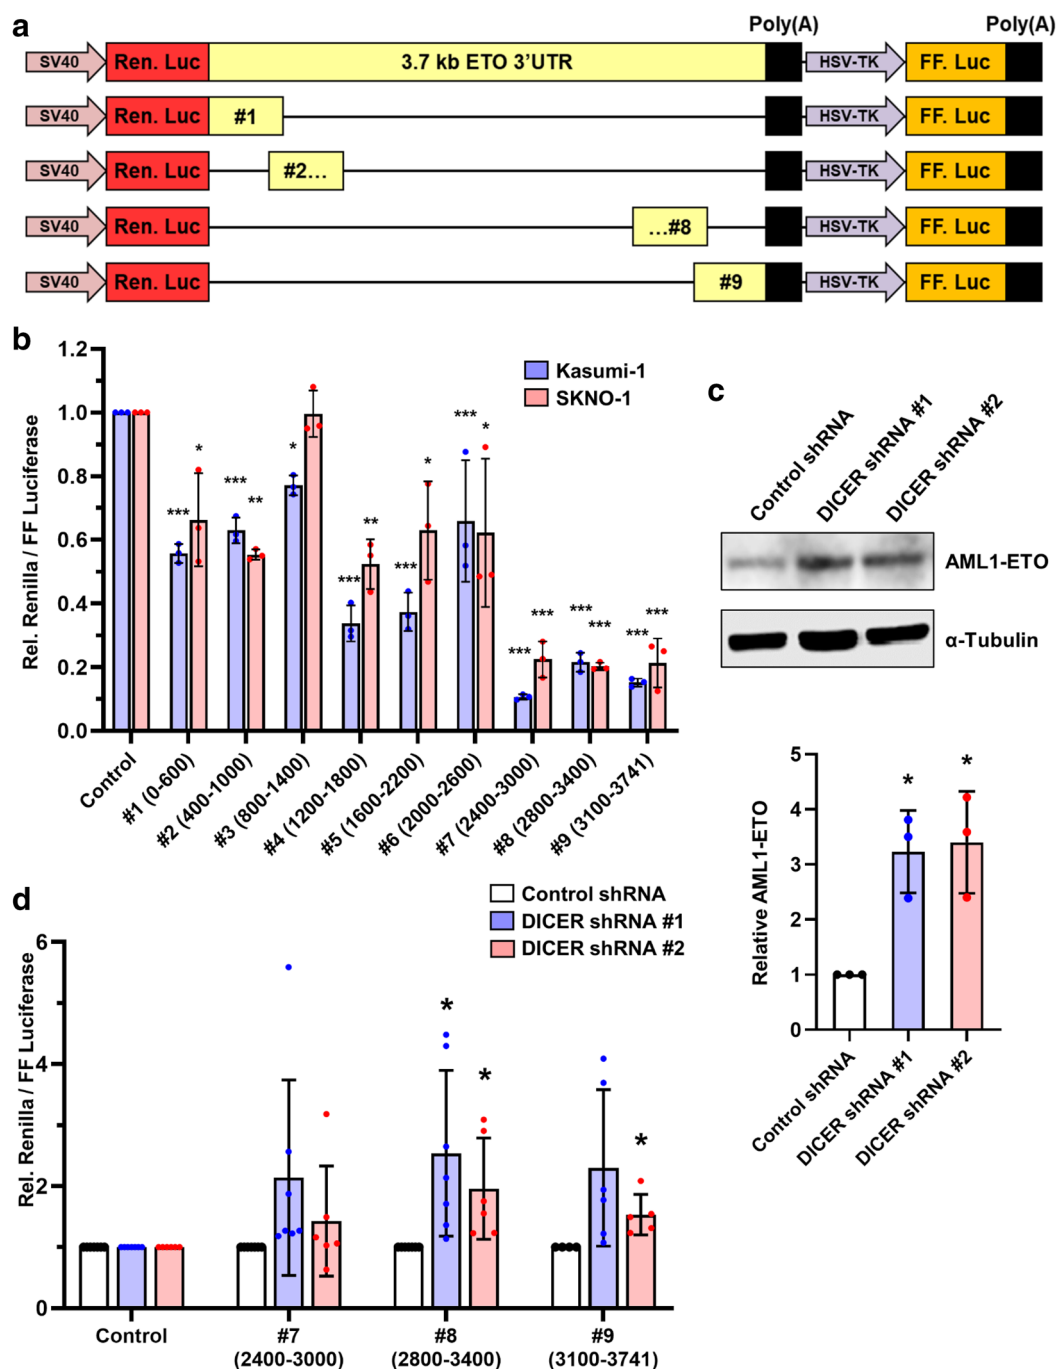 a
Poly(A) Poly(A)
SV40 Ren. Luc 3.7 kb ETO 3'UTR HSV-TK FF. Luc
SV40 Ren. Luc #1 HSV-TK FF. Luc
SV40 Ren. Luc #2... HSV-TK FF. Luc
SV40 Ren. Luc ...#8 HSV-TK FF. Luc
SV40 Ren. Luc #9 HSV-TK FF. Luc
b
Rel. Renilla / FF Luciferase
1.2
1.0
0.8
0.6
0.4
0.2
0.0
Kasumi-1
SKNO-1
*** * *** ** * *** ** *** * *** * *** *** *** *** *** ***
Control
#1 (0-600)
#2 (400-1000)
#3 (800-1400)
#4 (1200-1800)
#5 (1600-2200)
#6 (2000-2600)
#7 (2400-3000)
#8 (2800-3400)
#9 (3100-3741)
c
Control shRNA
DICER shRNA #1
DICER shRNA #2
AML1-ETO
α-Tubulin
Relative AML1-ETO
5
4
3
2
1
0
* *
Control shRNA
DICER shRNA #1
DICER shRNA #2
d
Control shRNA
DICER shRNA #1
DICER shRNA #2
Rel. Renilla / FF Luciferase
6
4
2
0
* * *
Control
#7
(2400-3000)
#8
(2800-3400)
#9
(3100-3741)